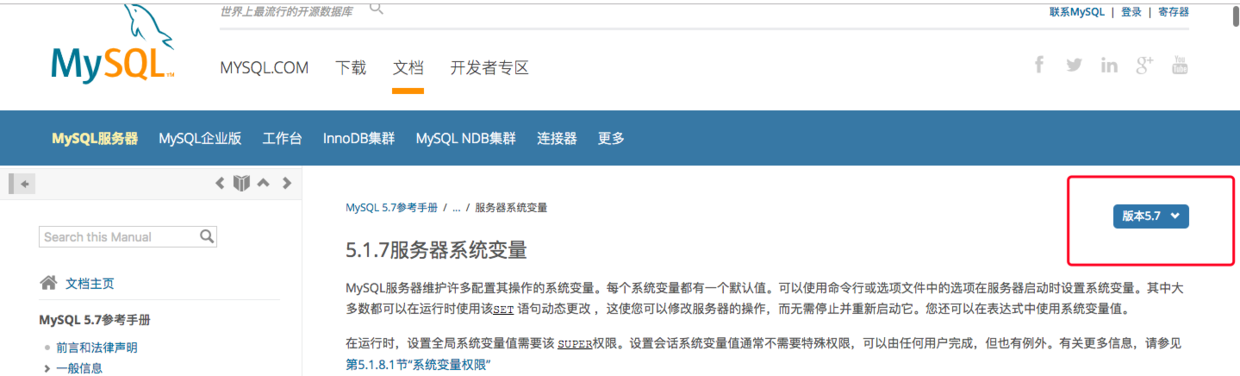 世界上最流行的开源数据库
联系MySQL | 登录 | 寄存器
MySQL
MYSQL.COM 下载 文档 开发者专区
MySQL服务器 MySQL企业版 工作台 InnoDB集群 MySQL NDB集群 连接器 更多
MySQL 5.7参考手册 / ... / 服务器系统变量
版本5.7
Search this Manual
5.1.7服务器系统变量
文档主页
MySQL服务器维护许多配置其操作的系统变量。每个系统变量都有一个默认值。可以使用命令行或选项文件中的选项在服务器启动时设置系统变量。其中大
多数都可以在运行时使用该SET 语句动态更改 ，这使您可以修改服务器的操作，而无需停止并重新启动它。您还可以在表达式中使用系统变量值。
MySQL 5.7参考手册
前言和法律声明
一般信息
在运行时，设置全局系统变量值需要该 SUPER权限。设置会话系统变量值通常不需要特殊权限，可以由任何用户完成，但也有例外。有关更多信息，请参见
第5.1.8.1节“系统变量权限”